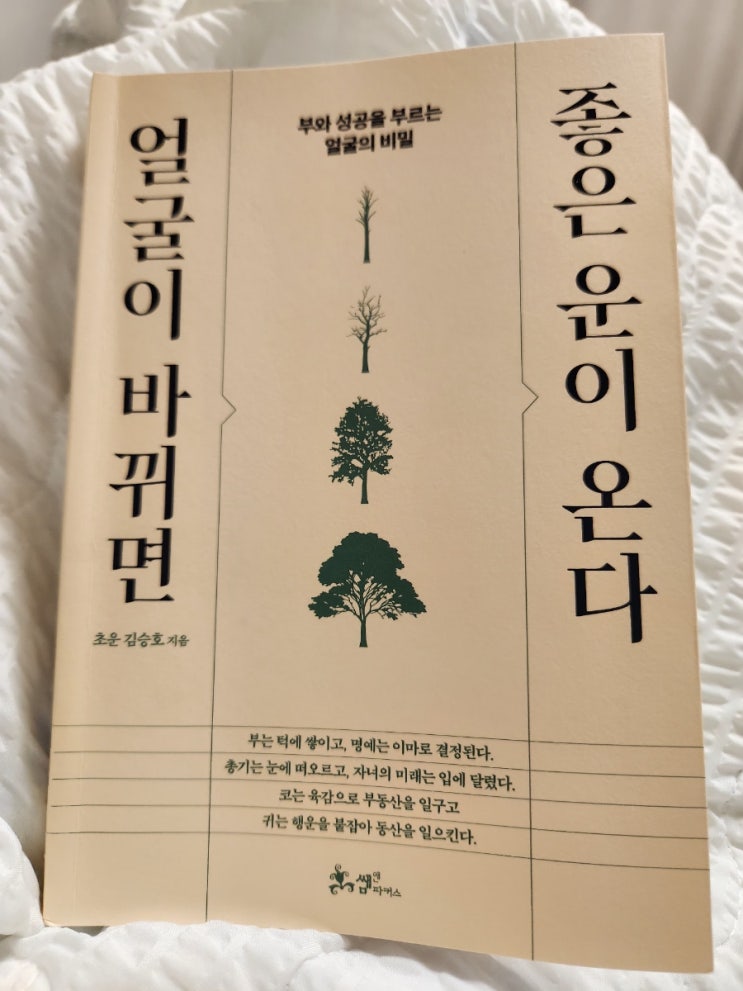 얼굴이 바뀌면
좋은 운이 온다
부와 성공을 부르는
얼굴의 비밀
초운 김승호 지음
부는 턱에 쌓이고, 명예는 이마로 결정된다.
총기는 눈에 떠오르고, 자녀의 미래는 입에 달렸다.
코는 육감으로 부동산을 일구고
귀는 행운을 붙잡아 동산을 일으킨다.
쌤앤파커스